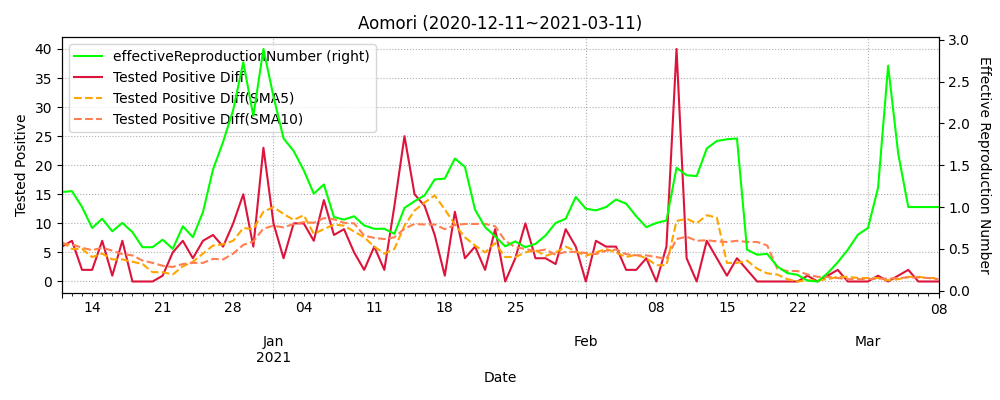 Aomori (2020-12-11~2021-03-11)
effectiveReproductionNumber (right)
Tested Positive Diff
Tested Positive Diff(SMA5)
Tested Positive Diff(SMA10)
Tested Positive
40
35
30
25
20
15
10
5
0
3.0
2.5
2.0
1.5
1.0
0.5
0.0
Effective Reproduction Number
14
21
28
04
11
18
25
08
15
22
08
Jan
2021
Feb
Mar
Date